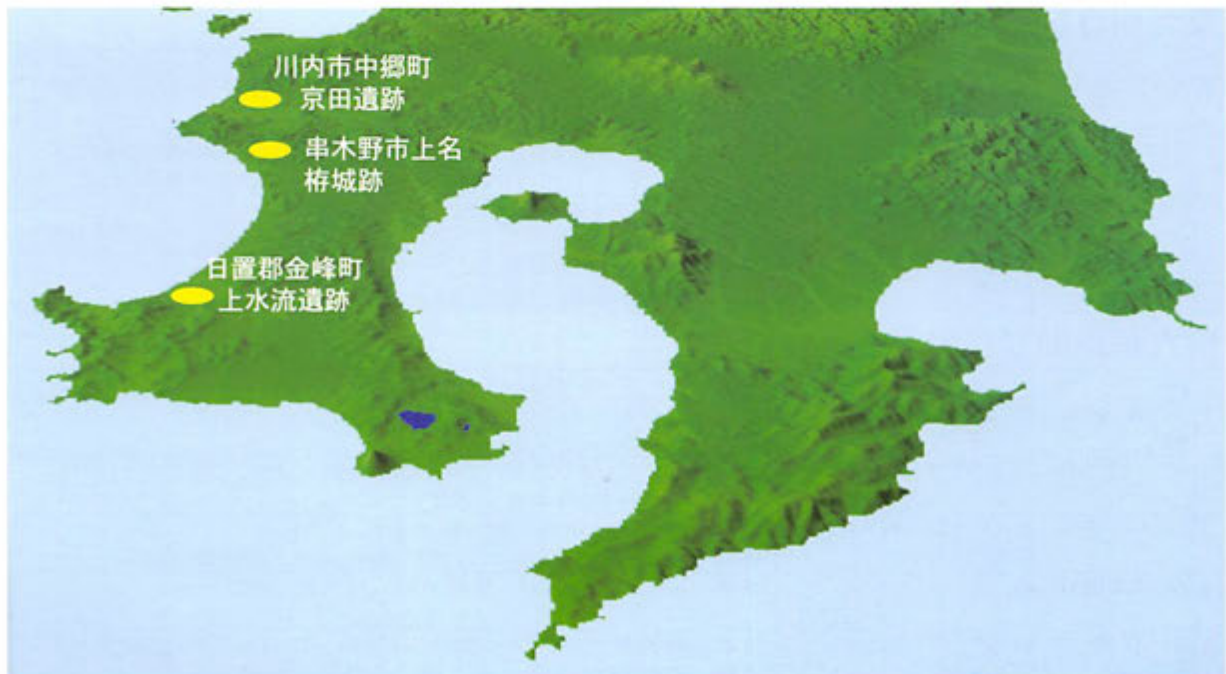 川内市中郷町
京田遺跡
串木野市上名
栫城跡
日置郡金峰町
上水流遺跡